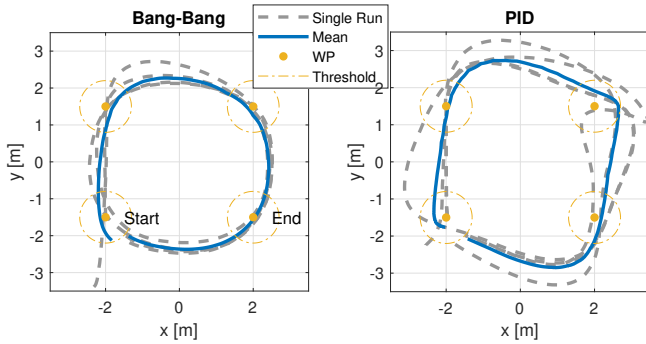 Bang-Bang
PID
Single Run
Mean
WP
Threshold
3
2
1
0
-1
-2
-3
y [m]
Start
End
-2
0
2
x [m]
3
2
1
0
-1
-2
-3
y [m]
-2
0
2
x [m]